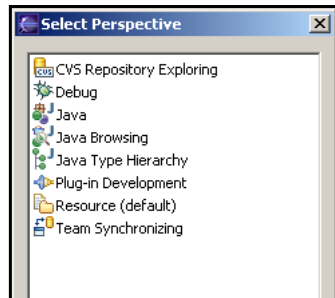 Select Perspective
CVS Repository Exploring
Debug
Java
Java Browsing
Java Type Hierarchy
Plug-in Development
Resource (default)
Team Synchronizing